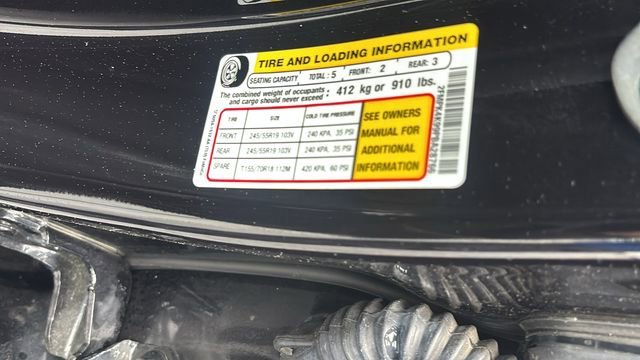 TIRE AND LOADING INFORMATION
SEATING CAPACITY TOTAL: 5 FRONT: 2 REAR: 3
The combined weight of occupants and cargo should never exceed: 412 kg or 910 lbs.
TIRE SIZE COLD TIRE PRESSURE
FRONT 245/55R19 103V 240 KPA, 35 PSI
REAR 245/55R19 103V 240 KPA, 35 PSI
SPARE T155/70R18 112M 420 KPA, 60 PSI
SEE OWNERS
MANUAL FOR
ADDITIONAL
INFORMATION